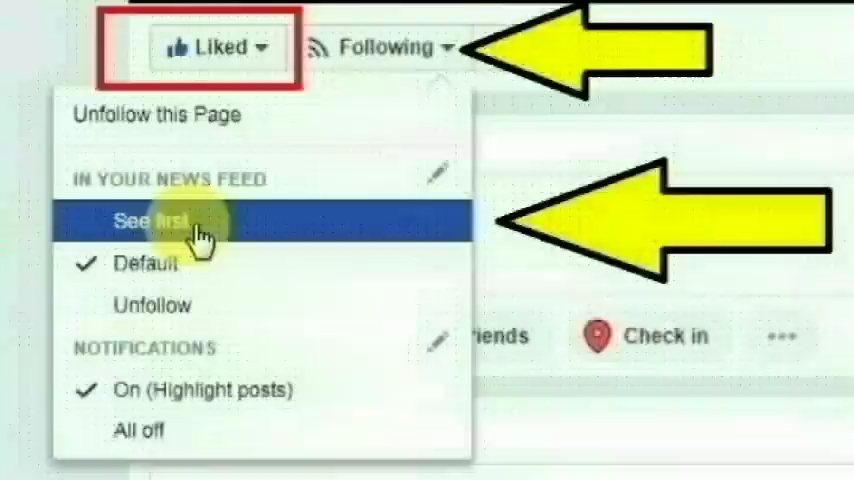 Liked
Following
Unfollow this Page
IN YOUR NEWS FEED
See first
Default
Unfollow
riends
Check in
NOTIFICATIONS
On (Highlight posts)
All off